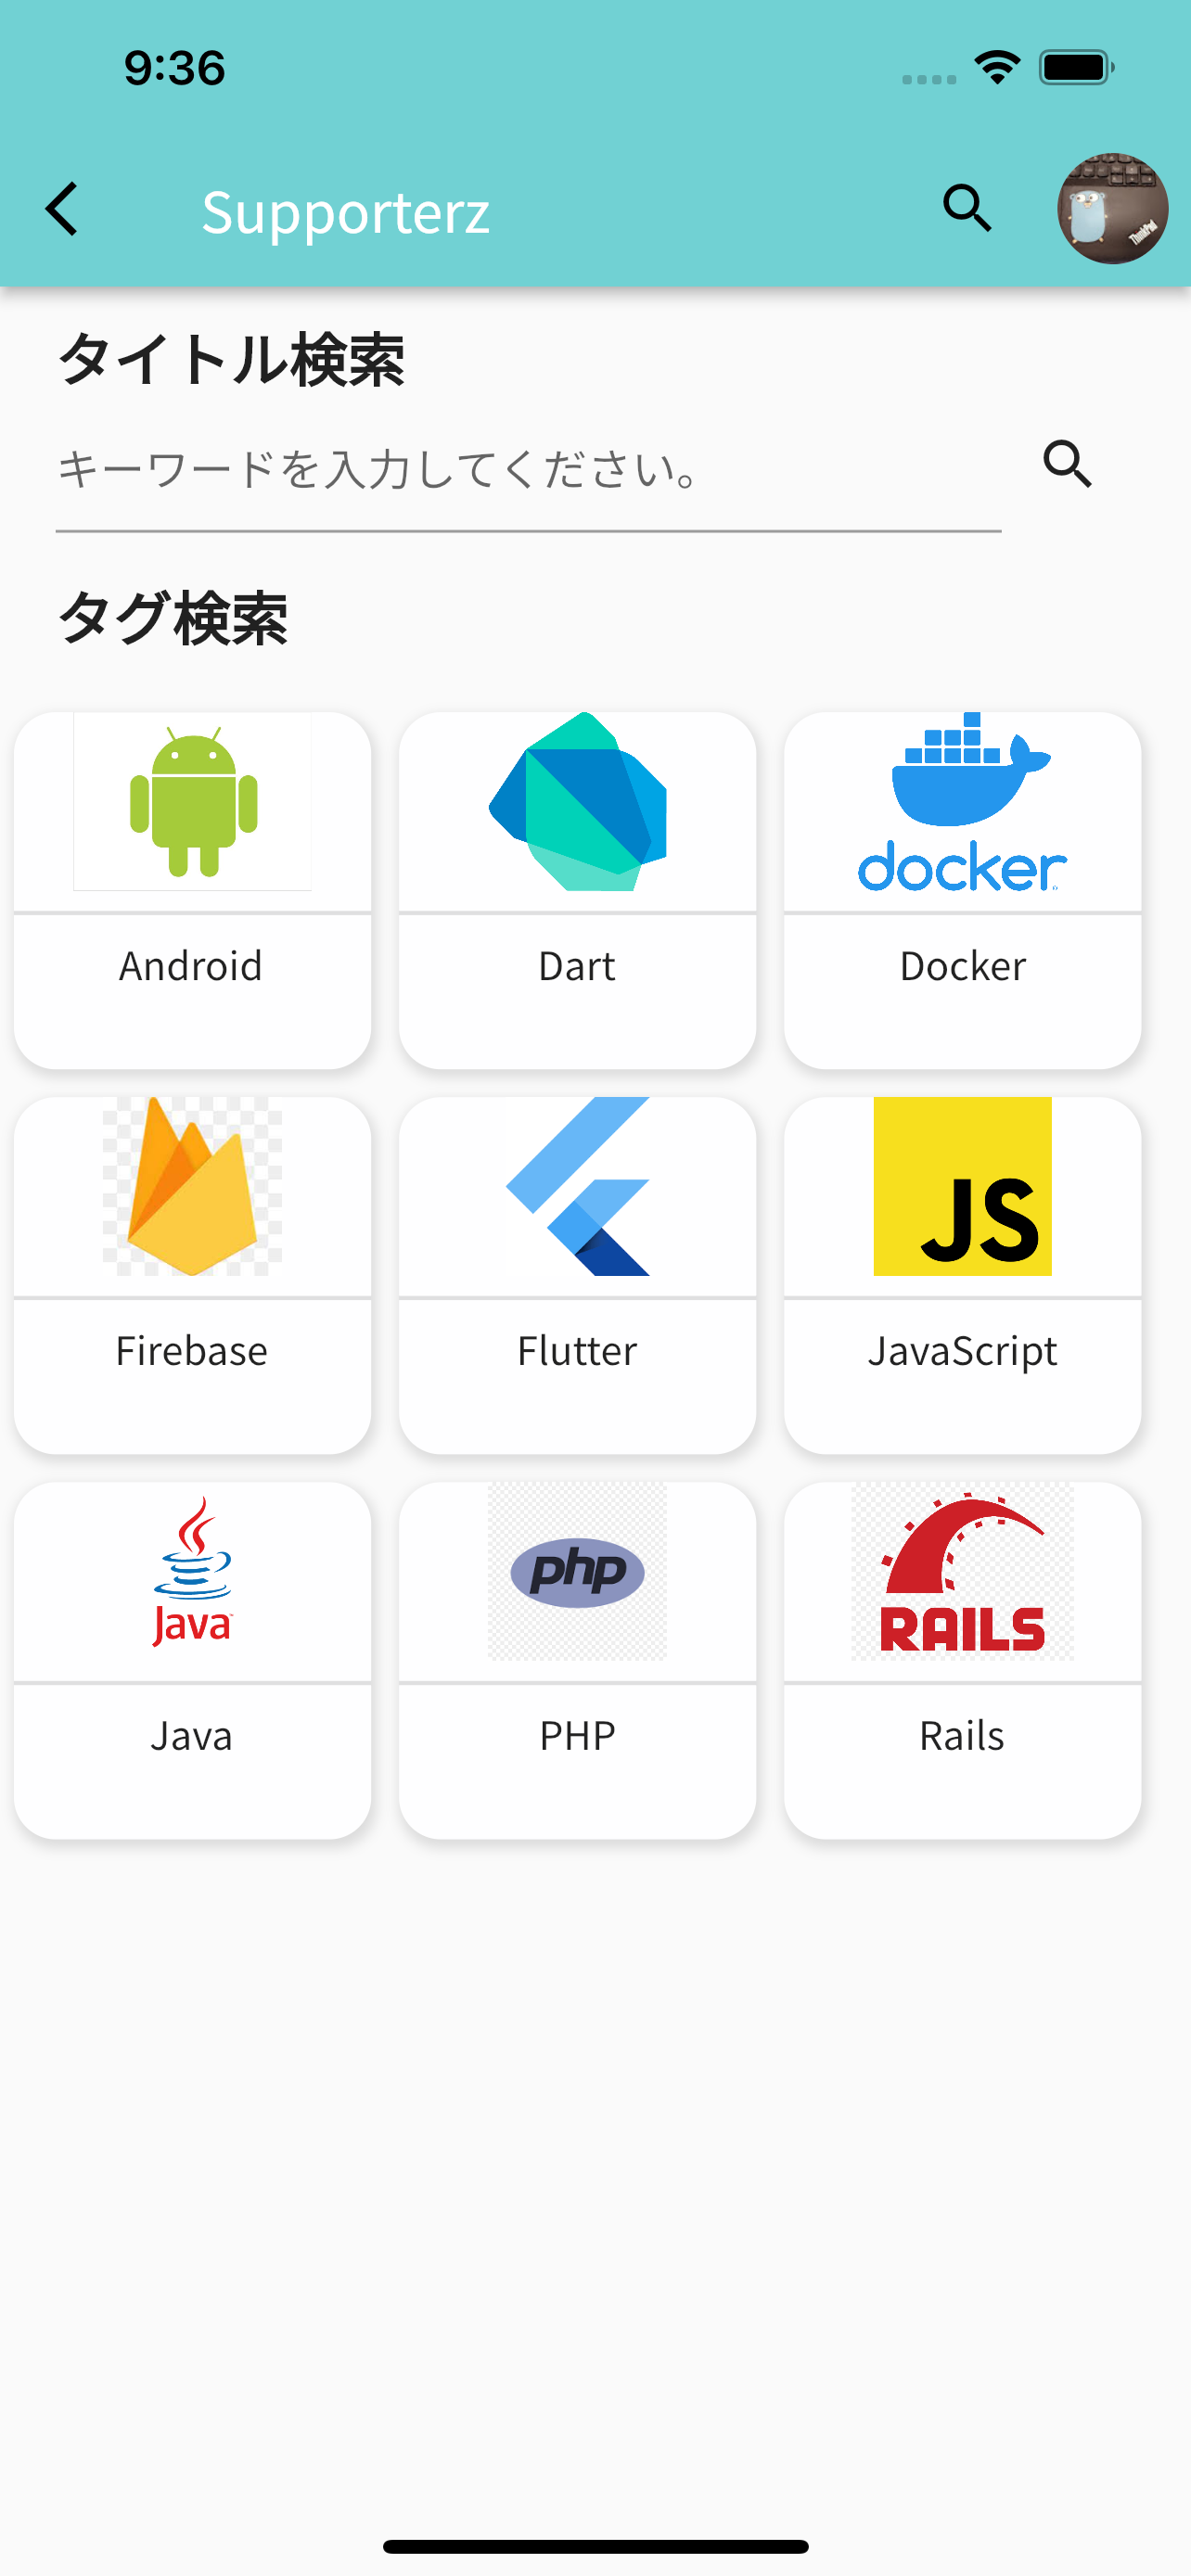 9:36
Supporterz
タイトル検索
キーワードを入力してください。
タグ検索
docker
Android
Dart
Docker
JS
Firebase
Flutter
JavaScript
Java
php
RAILS
Java
PHP
Rails